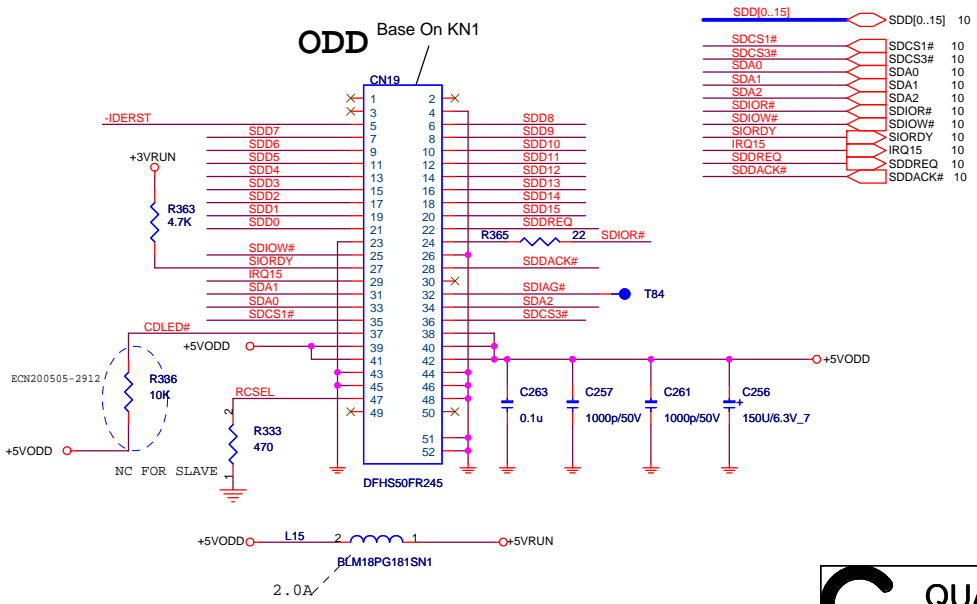 ODD
Base On KN1
CN19
1 2
3 4
5 6
7 8
9 10
11 12
13 14
15 16
17 18
19 20
21 22
23 24
25 26
27 28
29 30
31 32
33 34
35 36
37 38
39 40
41 42
43 44
45 46
47 48
49 50
51
52
DFHS50FR245
-IDERST
SDD7
SDD6
SDD5
SDD4
SDD3
SDD2
SDD1
SDD0
SDIOW#
SIORDY
IRQ15
SDA1
SDA0
SDCS1#
CDLED#
+5VODD
RCSEL
+3VRUN
R363
4.7K
ECN200505-2912
R336
10K
+5VODD
NC FOR SLAVE
2
R333
470
1
SDD8
SDD9
SDD10
SDD11
SDD12
SDD13
SDD14
SDD15
SDDREQ
R365 22 SDIOR#
SDDACK#
SDIAG# T84
SDA2
SDCS3#
+5VODD
C263
0.1u
C257
1000p/50V
C261
1000p/50V
C256
+
150U/6.3V_7
+5VODD L15 2 1 +5VRUN
BLM18PG181SN1
2.0A
SDD[0..15] SDD[0..15] 10
SDCS1# SDCS1# 10
SDCS3# SDCS3# 10
SDA0 SDA0 10
SDA1 SDA1 10
SDA2 SDA2 10
SDIOR# SDIOR# 10
SDIOW# SDIOW# 10
SIORDY SIORDY 10
IRQ15 IRQ15 10
SDDREQ SDDREQ 10
SDDACK# SDDACK# 10
QUA